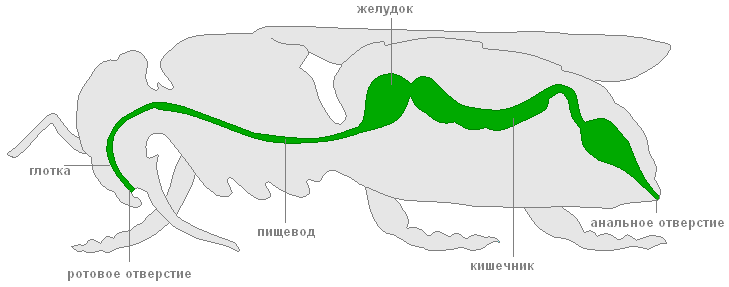 желудок
глотка
пищевод
анальное отверстие
кишечник
ротовое отверстие